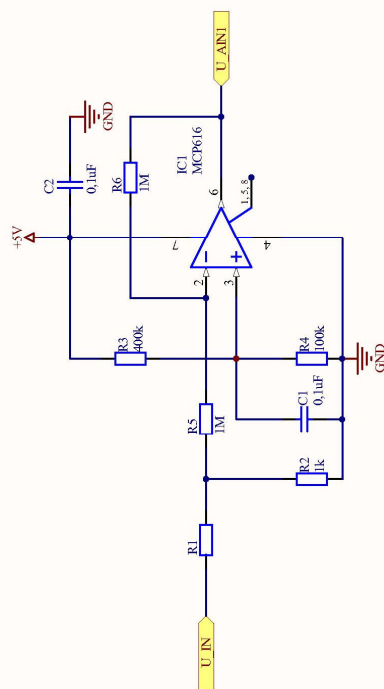 U_AIN1
GND
C2
0,1uF
R6
1M
IC1
MCP616
+5V
7
6
1, 5, 8
4
2
3
R3
400k
R4
100k
GND
C1
0,1uF
R5
1M
R2
1k
R1
U_IN